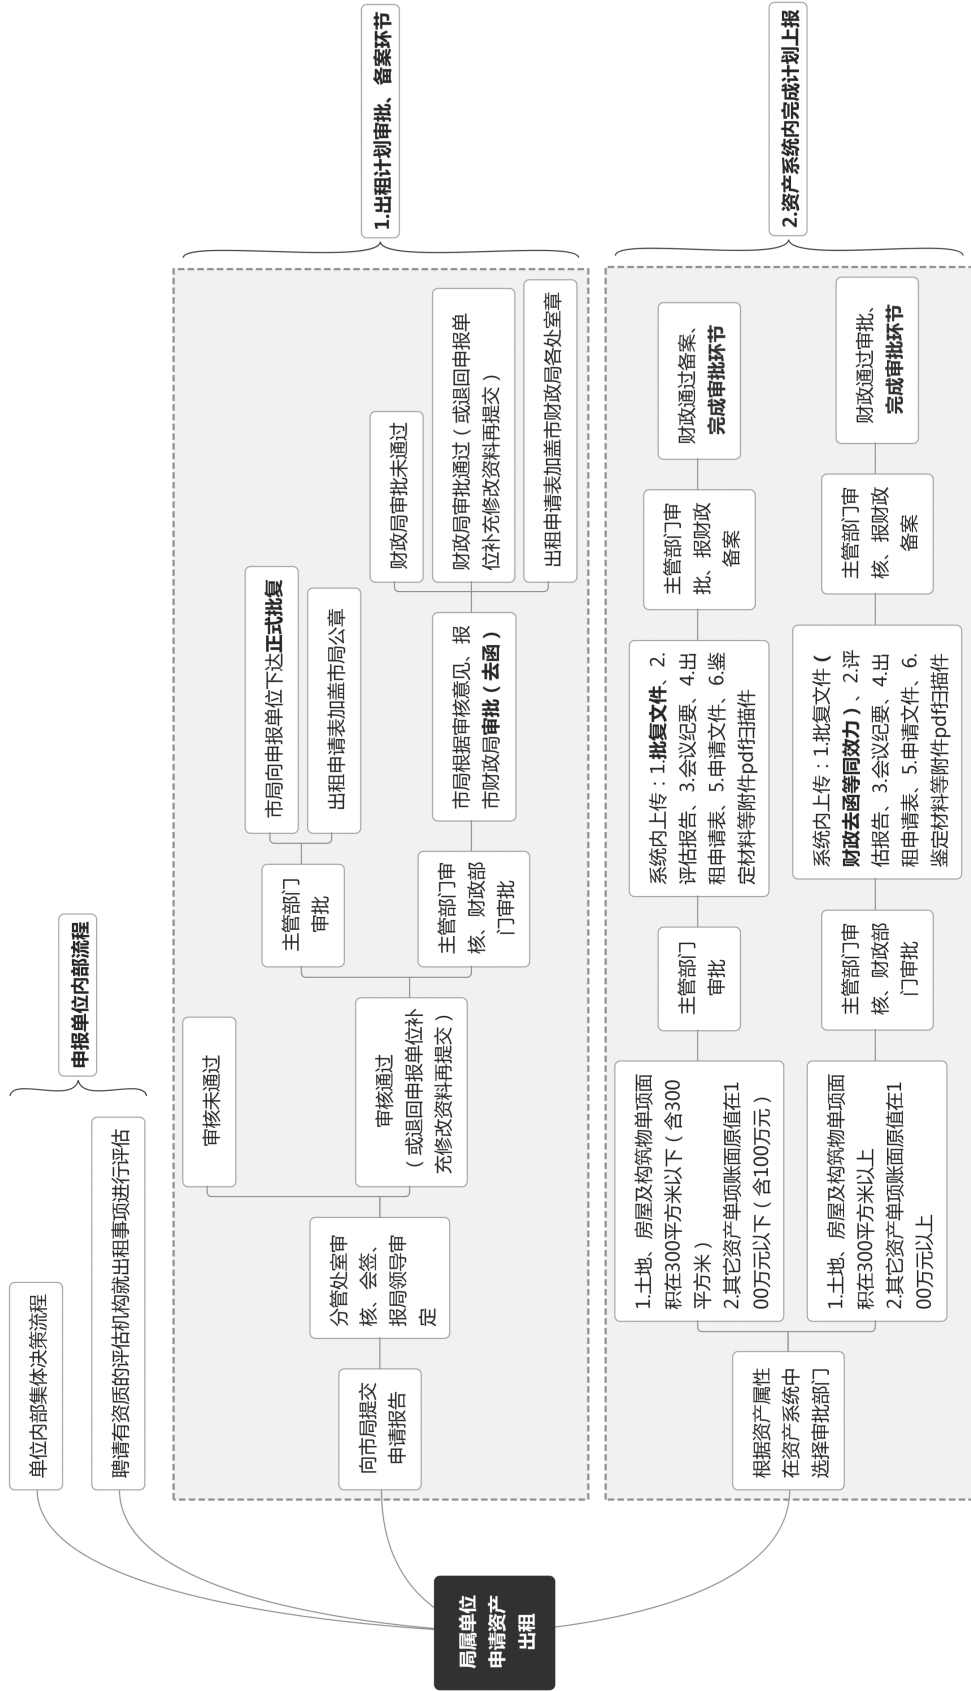 局属单位
申请资产
出租
单位内部集体决策流程
聘请有资质的评估机构就出租事项进行评估
申报单位内部流程
向市局提交
申请报告
分管处室审
核、会签、
报局领导审
定
审核未通过
审核通过
（或退回申报单位补
充修改资料再提交）
主管部门
审批
市局向申报单位下达正式批复
出租申请表加盖市局公章
主管部门审
核、财政部
门审批
市局根据审核意见、报
市财政局审批（去函）
财政局审批未通过
财政局审批通过（或退回申报单
位补充修改资料再提交）
出租申请表加盖市财政局各处室章
1.出租计划审批、备案环节
根据资产属性
在资产系统中
选择审批部门
1.土地、房屋及构筑物单项面
积在300平方米以下（含300
平方米）
2.其它资产单项账面原值在1
00万元以下（含100万元）
主管部门
审批
系统内上传：1.批复文件、2.
评估报告、3.会议纪要、4.出
租申请表、5.申请文件、6.鉴
定材料等附件pdf扫描件
主管部门审
批、报财政
备案
财政通过备案、
完成审批环节
1.土地、房屋及构筑物单项面
积在300平方米以上
2.其它资产单项账面原值在1
00万元以上
主管部门审
核、财政部
门审批
系统内上传：1.批复文件（
财政去函等同效力）、2.评
估报告、3.会议纪要、4.出
租申请表、5.申请文件、6.
鉴定材料等附件pdf扫描件
主管部门审
核、报财政
备案
财政通过审批、
完成审批环节
2.资产系统内完成计划上报